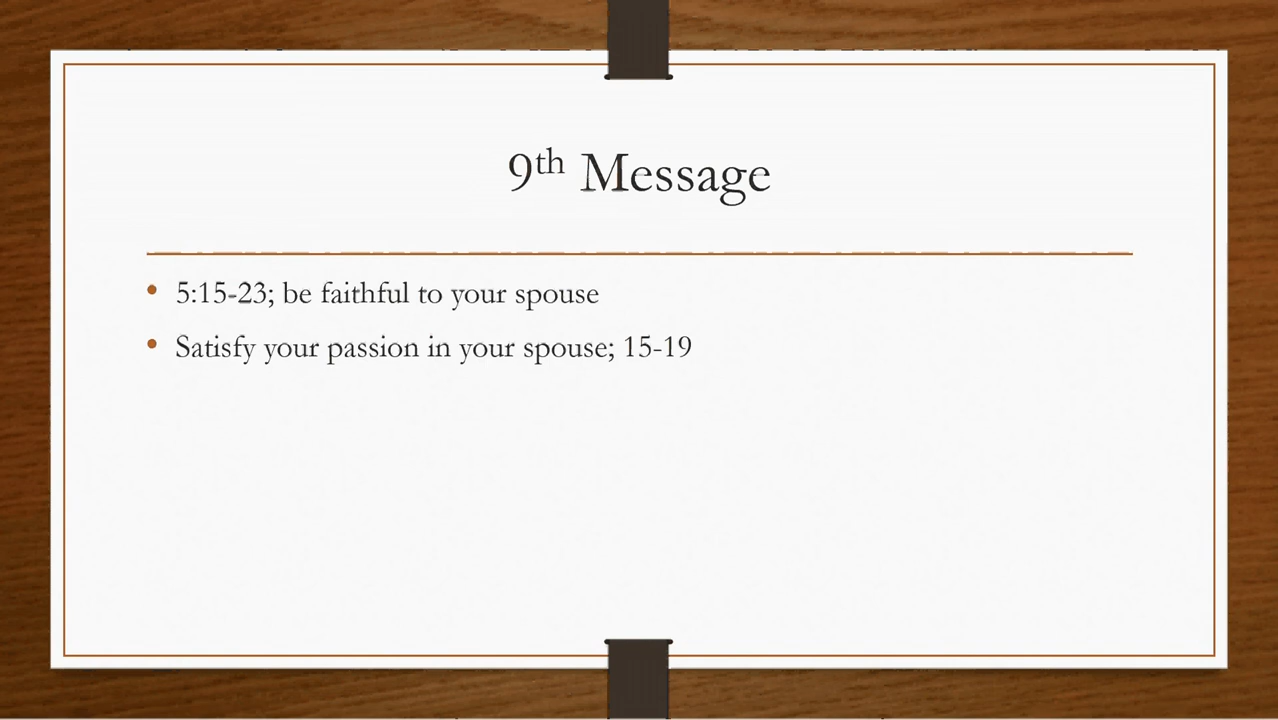 9th Message
• 5:15-23; be faithful to your spouse
• Satisfy your passion in your spouse; 15-19